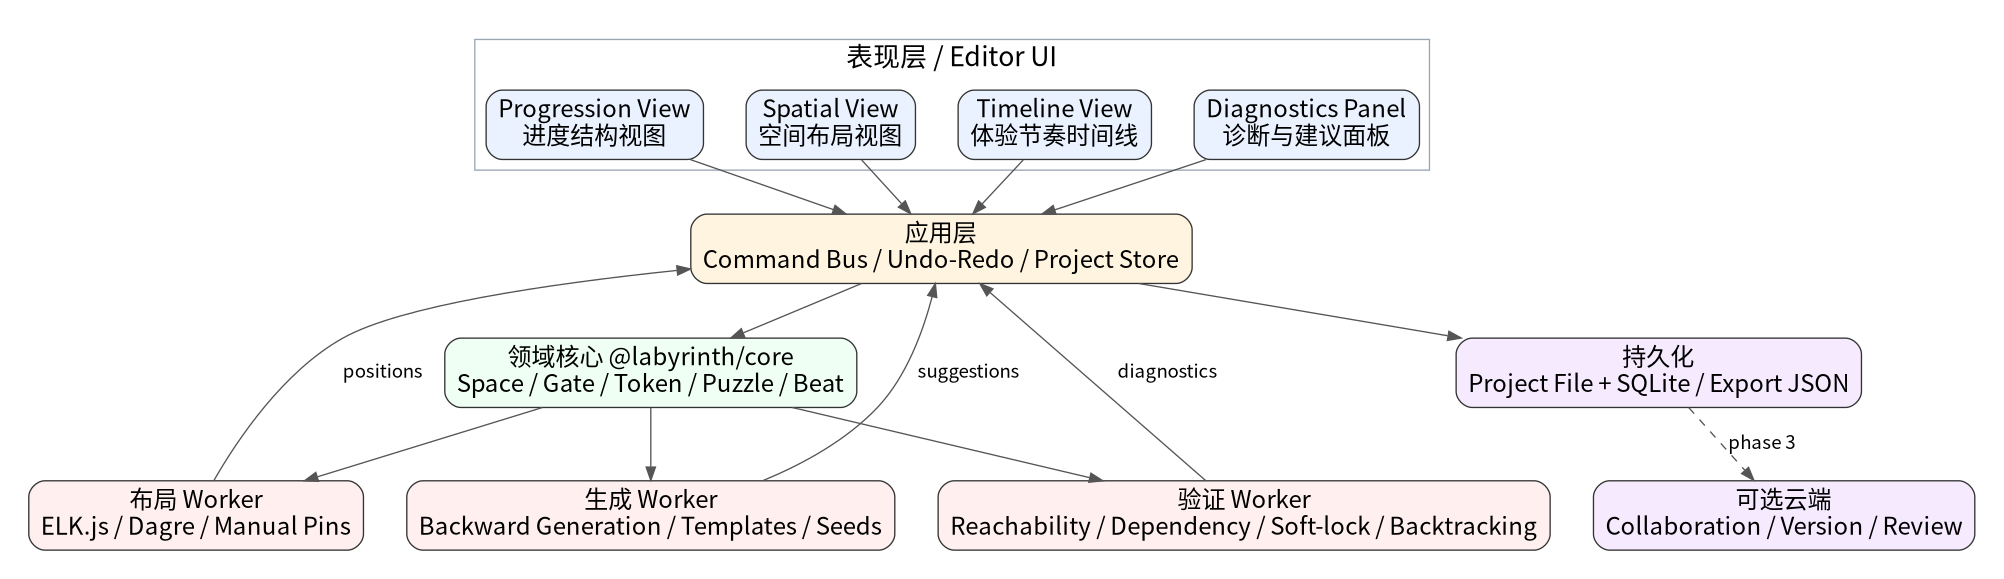 表现层 / Editor UI
Progression View
进度结构视图
Spatial View
空间布局视图
Timeline View
体验节奏时间线
Diagnostics Panel
诊断与建议面板
应用层
Command Bus / Undo-Redo / Project Store
领域核心 @labyrinth/core
Space / Gate / Token / Puzzle / Beat
持久化
Project File + SQLite / Export JSON
positions
suggestions
diagnostics
phase 3
布局 Worker
ELK.js / Dagre / Manual Pins
生成 Worker
Backward Generation / Templates / Seeds
验证 Worker
Reachability / Dependency / Soft-lock / Backtracking
可选云端
Collaboration / Version / Review